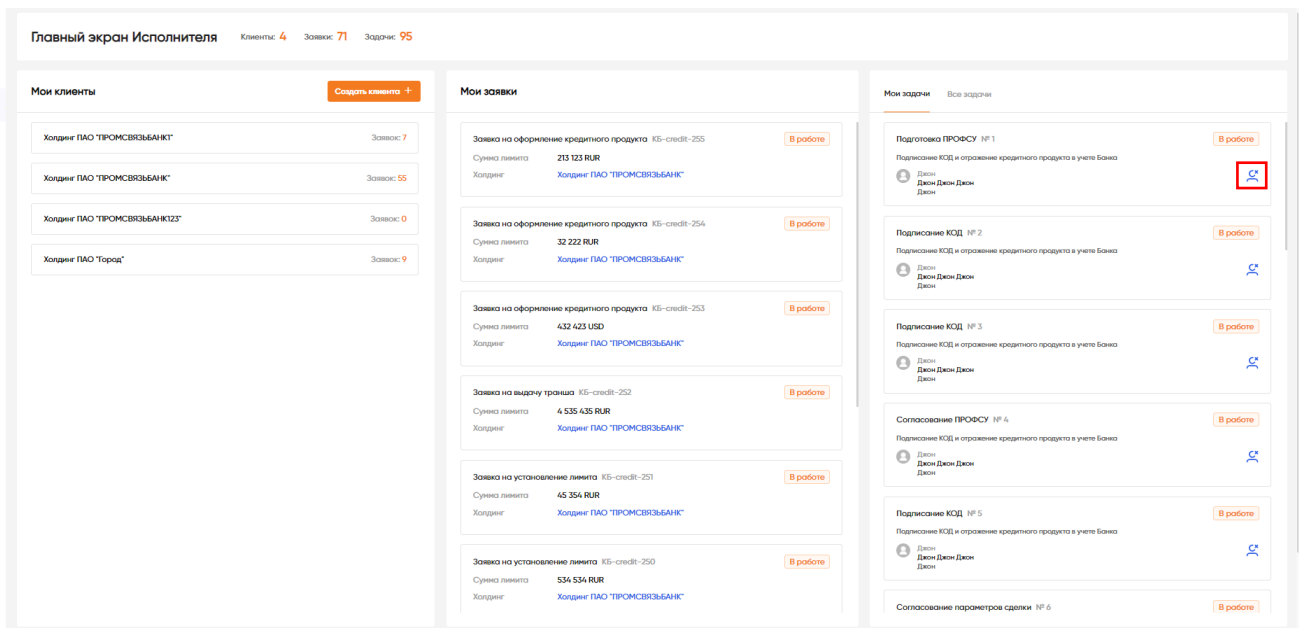 Главный экран Исполнителя Клиенты: 4 Заявки: 71 Задачи: 95
Мои клиенты Создать клиента +
Холдинг ПАО "ПРОМСВЯЗЬБАНК1" Заявок: 7
Холдинг ПАО "ПРОМСВЯЗЬБАНК" Заявок: 55
Холдинг ПАО "ПРОМСВЯЗЬБАНК123" Заявок: 0
Холдинг ПАО "Город" Заявок: 9
Мои заявки
Заявка на оформление кредитного продукта КБ-credit-255 В работе
Сумма лимита 213 123 RUR
Холдинг Холдинг ПАО "ПРОМСВЯЗЬБАНК"
Заявка на оформление кредитного продукта КБ-credit-254 В работе
Сумма лимита 32 222 RUR
Холдинг Холдинг ПАО "ПРОМСВЯЗЬБАНК"
Заявка на оформление кредитного продукта КБ-credit-253 В работе
Сумма лимита 432 423 USD
Холдинг Холдинг ПАО "ПРОМСВЯЗЬБАНК"
Заявка на выдачу транша КБ-credit-252 В работе
Сумма лимита 4 535 435 RUR
Холдинг Холдинг ПАО "ПРОМСВЯЗЬБАНК"
Заявка на установление лимита КБ-credit-251 В работе
Сумма лимита 45 354 RUR
Холдинг Холдинг ПАО "ПРОМСВЯЗЬБАНК"
Заявка на установление лимита КБ-credit-250 В работе
Сумма лимита 534 534 RUR
Холдинг Холдинг ПАО "ПРОМСВЯЗЬБАНК"
Мои задачи Все задачи
Подготовка ПРОФСУ № 1 В работе
Подписание КОД и отражение кредитного продукта в учете Банка
Джон
Джон Джон Джон
Джон
Подписание КОД № 2 В работе
Подписание КОД и отражение кредитного продукта в учете Банка
Джон
Джон Джон Джон
Джон
Подписание КОД № 3 В работе
Подписание КОД и отражение кредитного продукта в учете Банка
Джон
Джон Джон Джон
Джон
Согласование ПРОФСУ № 4 В работе
Подписание КОД и отражение кредитного продукта в учете Банка
Джон
Джон Джон Джон
Джон
Подписание КОД № 5 В работе
Подписание КОД и отражение кредитного продукта в учете Банка
Джон
Джон Джон Джон
Джон
Согласование параметров сделки № 6 В работе